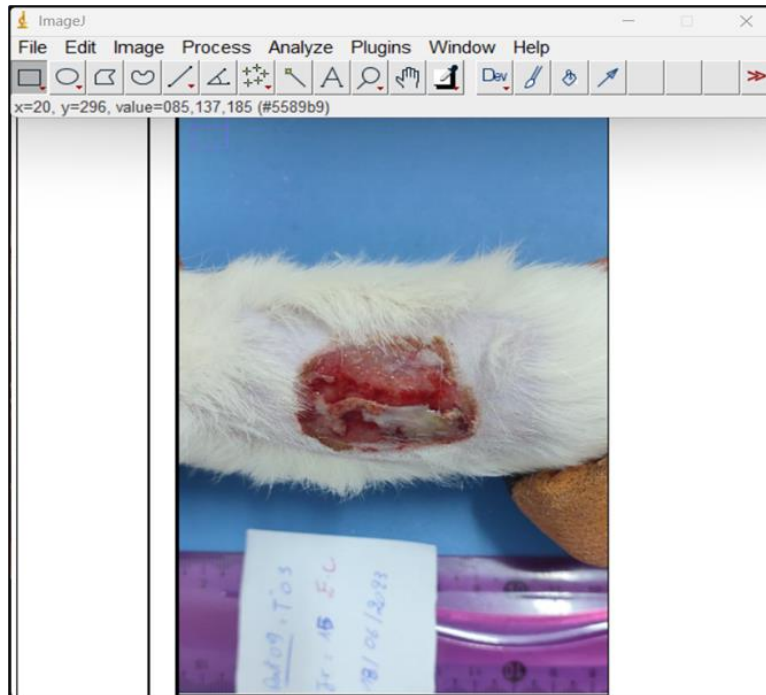 ImageJ
File Edit Image Process Analyze Plugins Window Help
Dev
x=20, y=296, value=085,137,185 (#5589b9)
18/06/2023